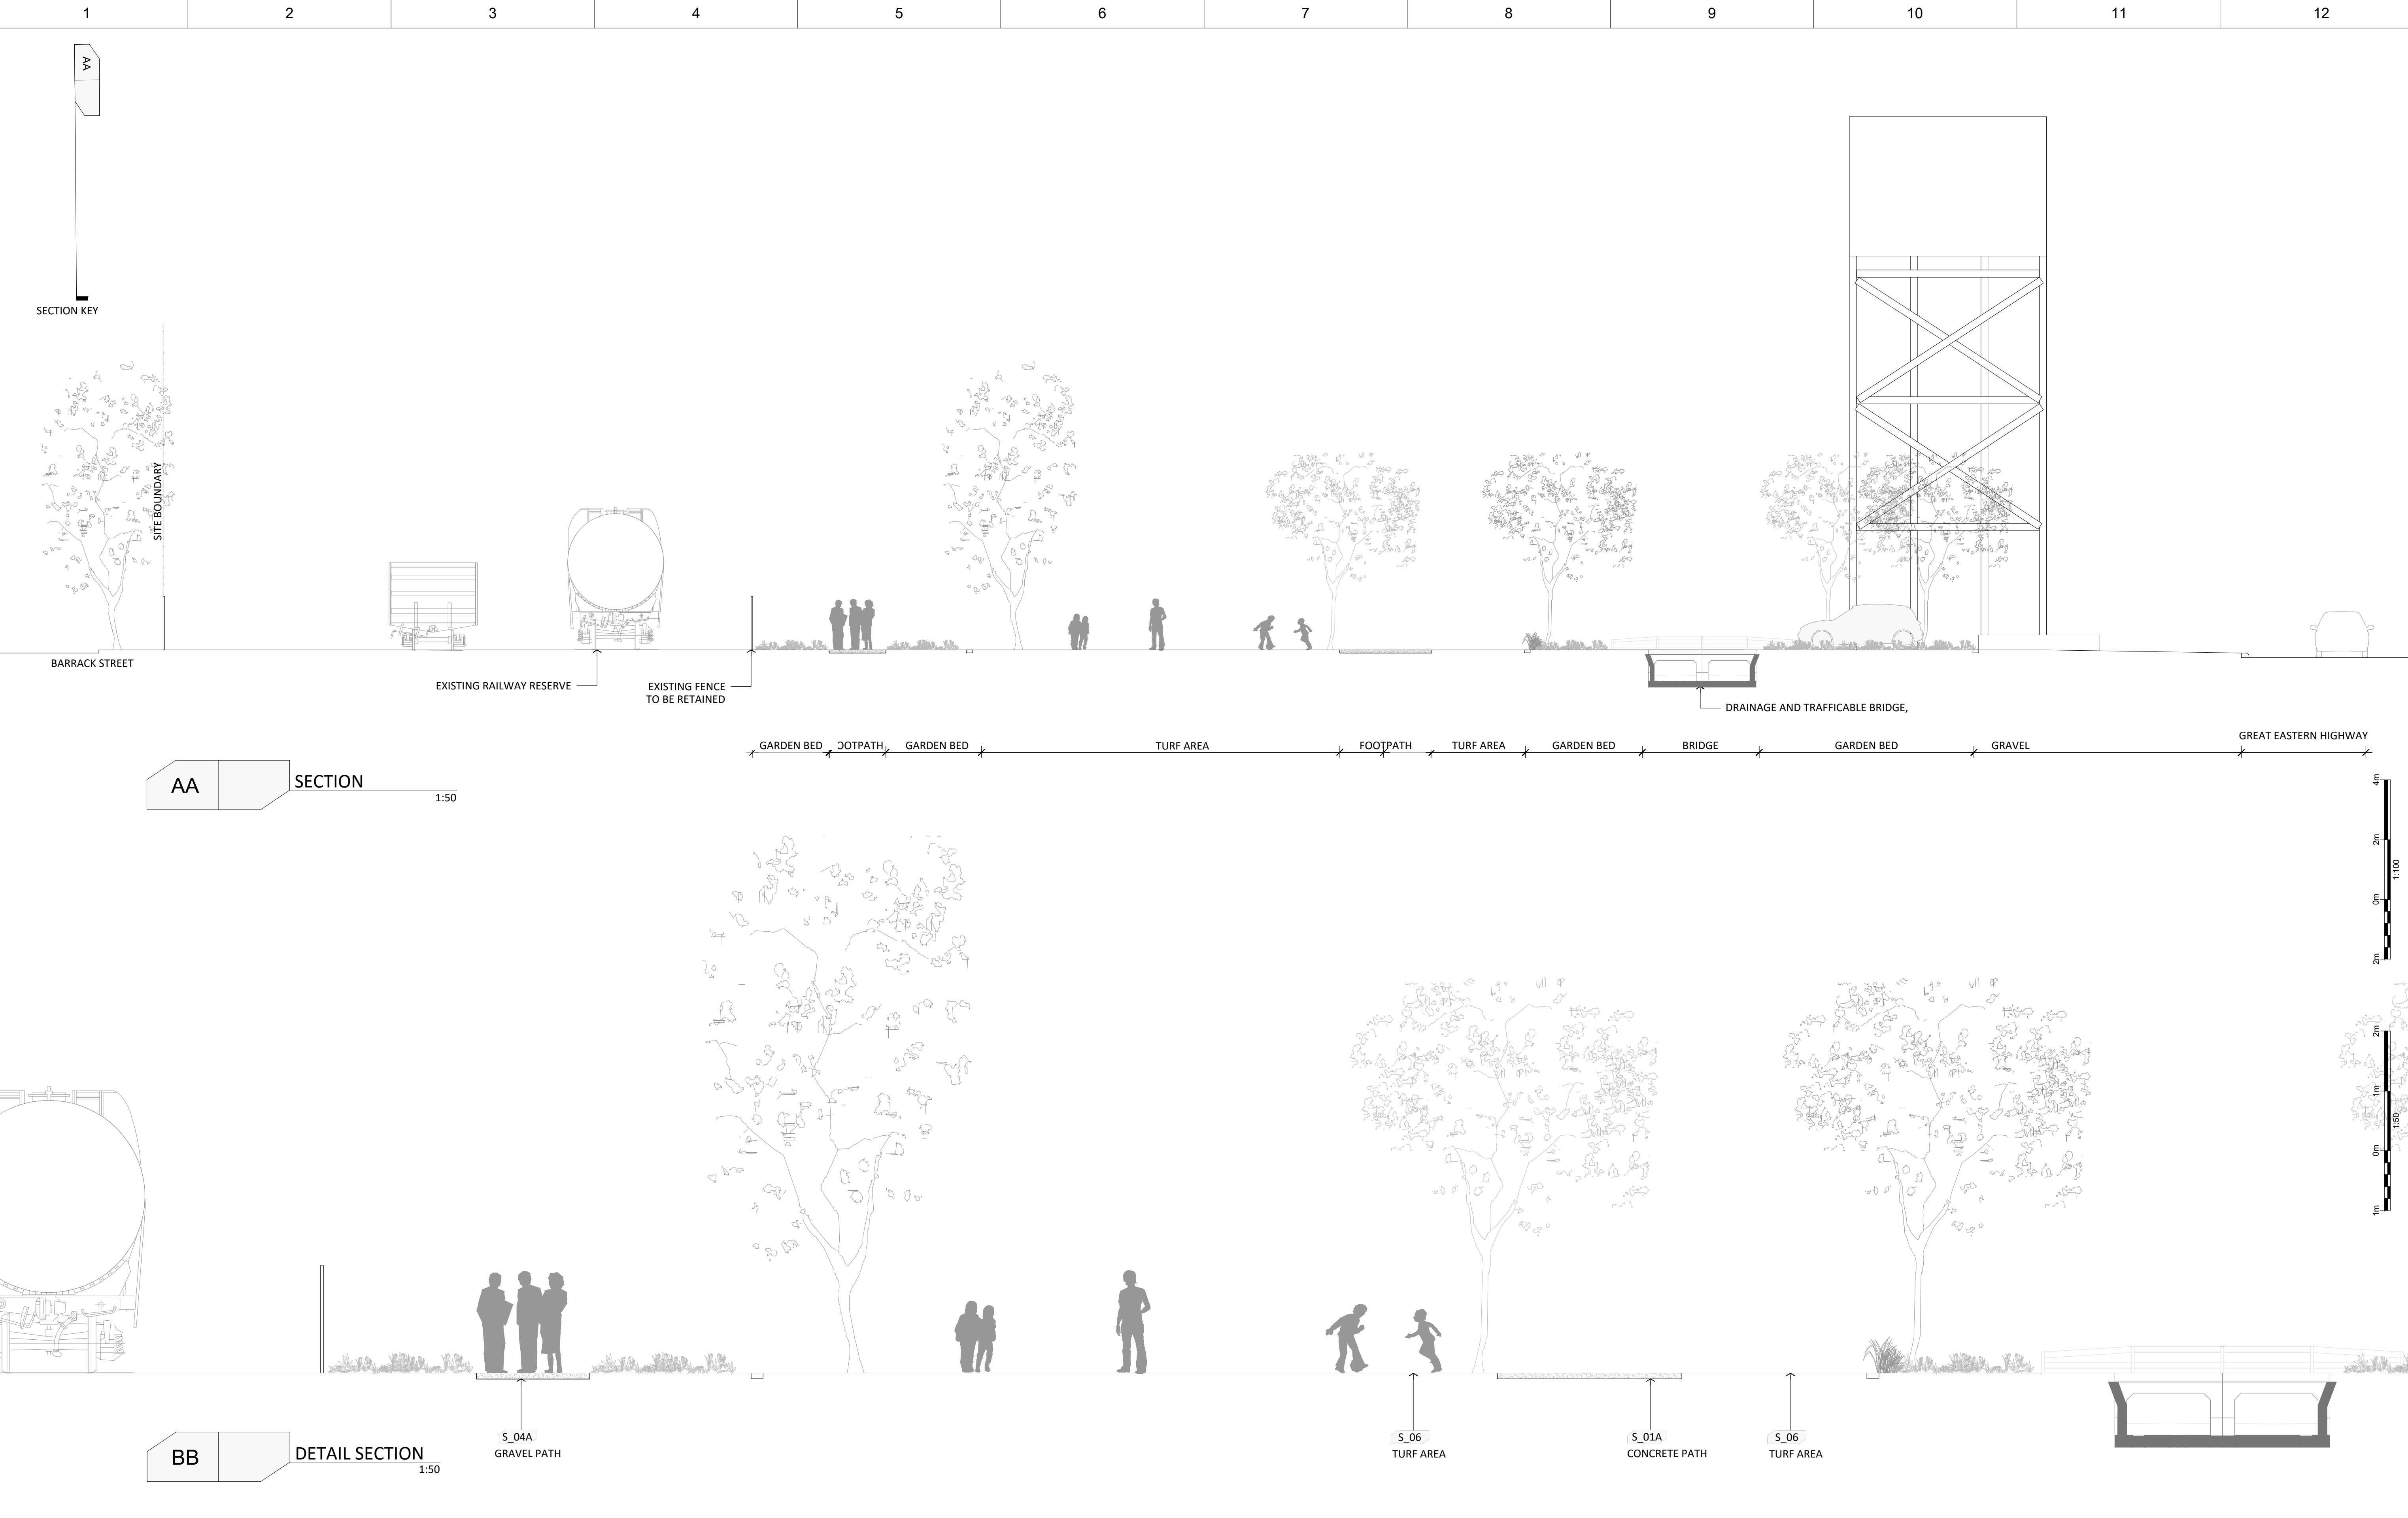 1 2 3 4 5 6 7 8 9 10 11 12
AA
SECTION KEY
SITE BOUNDARY
BARRACK STREET
EXISTING RAILWAY RESERVE
EXISTING FENCE
TO BE RETAINED
DRAINAGE AND TRAFFICABLE BRIDGE,
GARDEN BED OOTPATH GARDEN BED TURF AREA FOOTPATH TURF AREA GARDEN BED BRIDGE GARDEN BED GRAVEL GREAT EASTERN HIGHWAY
AA SECTION
1:50
4m
2m
0m
2m
1:100
2m
1m
0m
1m
1:50
S_04A
GRAVEL PATH
S_06
TURF AREA
S_01A
CONCRETE PATH
S_06
TURF AREA
BB DETAIL SECTION
1:50